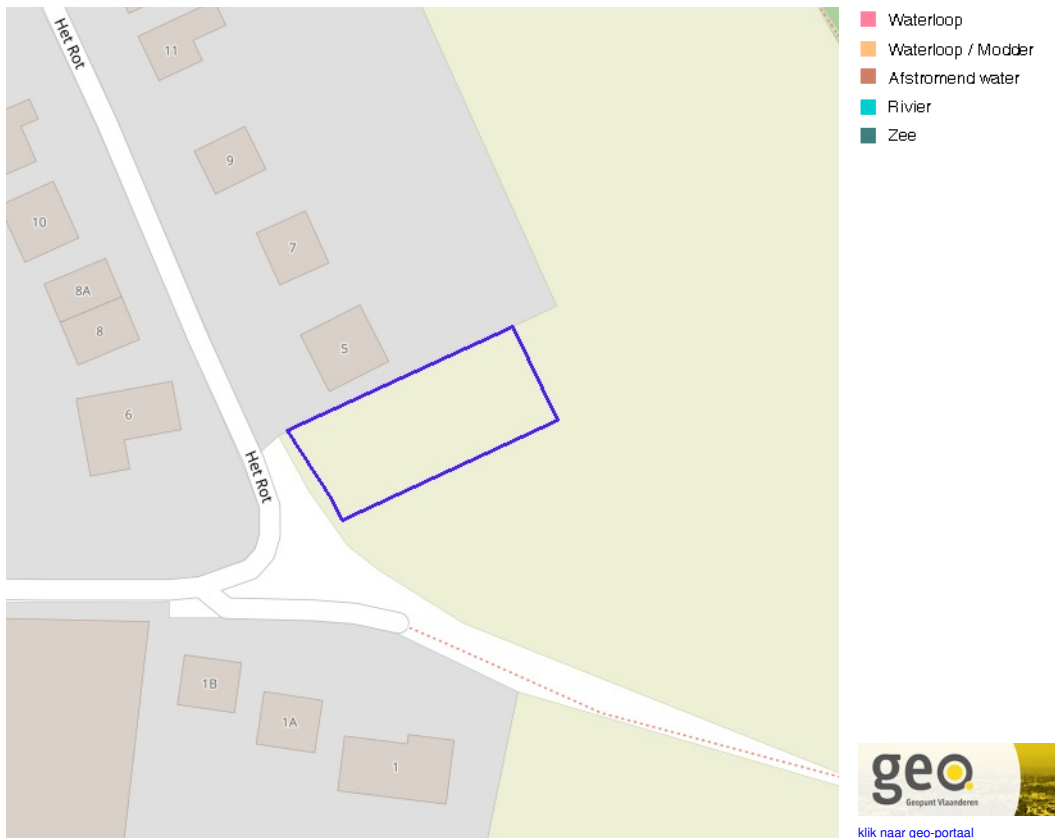 Het Rot
11
9
10
7
8A
8
5
6
Het Rot
1B
1A
1
Waterloop
Waterloop / Modder
Afstromend water
Rivier
Zee
geo.
Geopunt Vlaanderen
klik naar geo-portaal